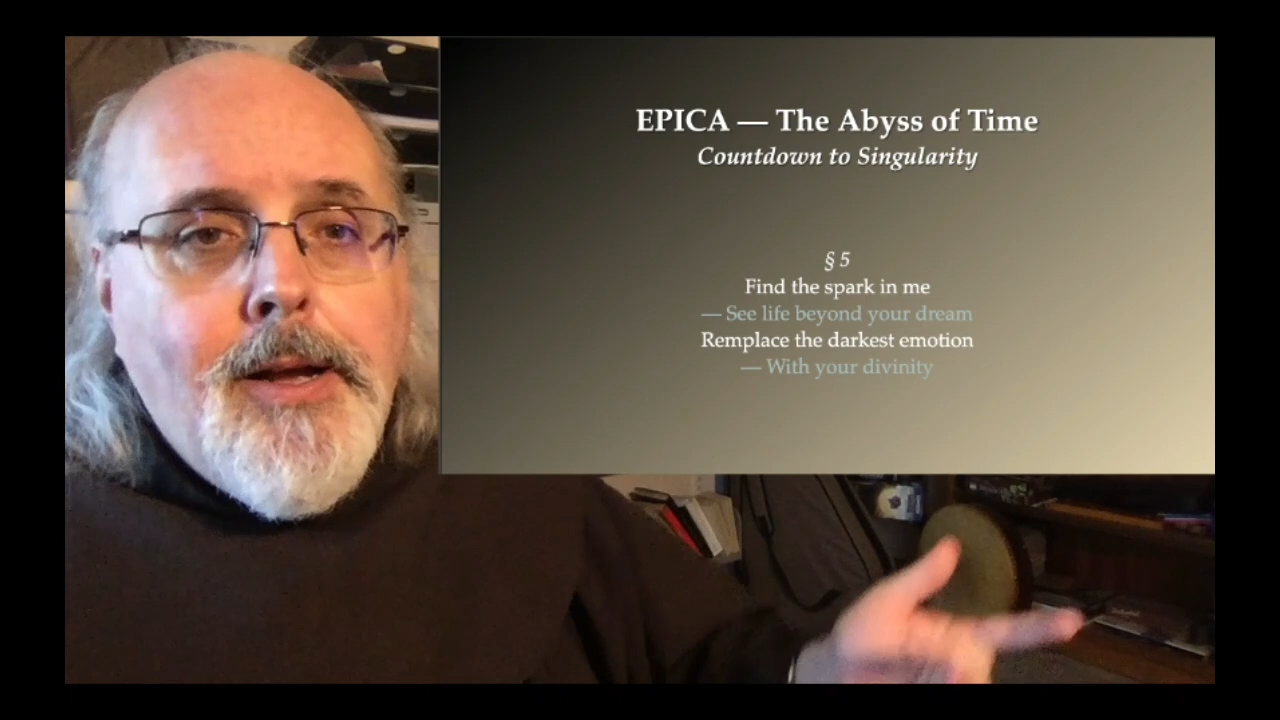 EPICA — The Abyss of Time
Countdown to Singularity
§ 5
Find the spark in me
— See life beyond your dream
Remplace the darkest emotion
— With your divinity